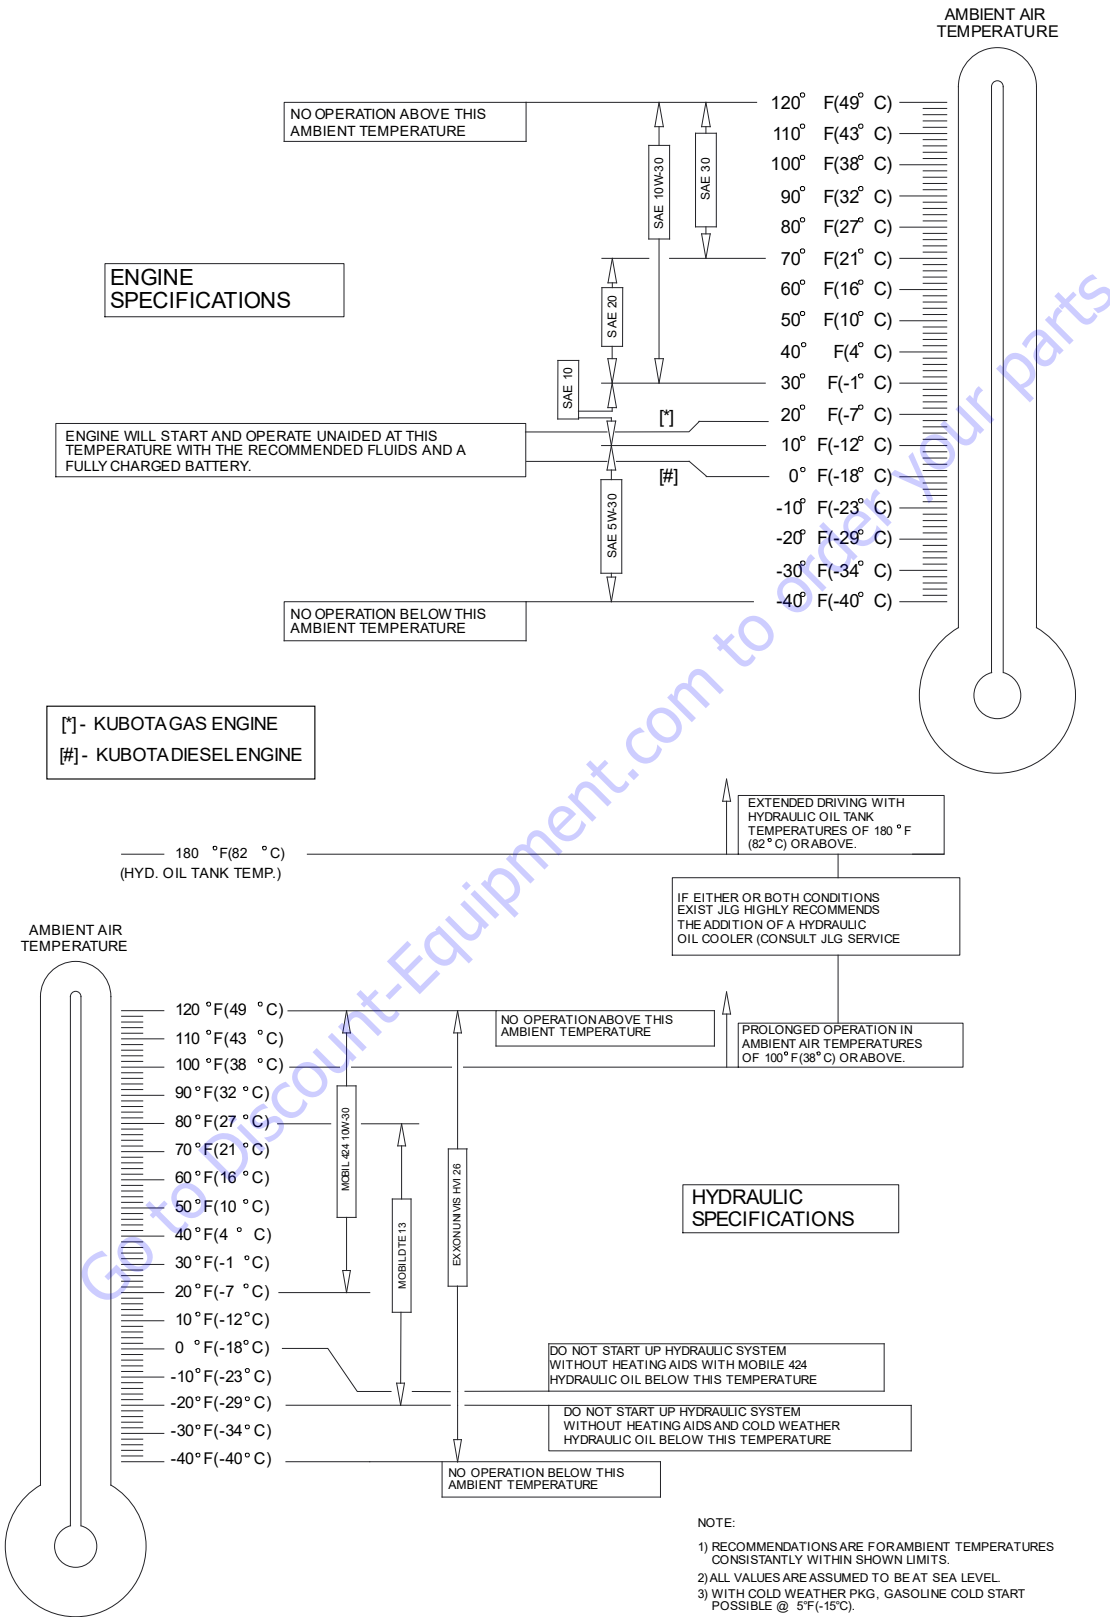 AMBIENT AIR
TEMPERATURE
NO OPERATION ABOVE THIS
AMBIENT TEMPERATURE
120° F(49° C)
110° F(43° C)
100° F(38° C)
90° F(32° C)
80° F(27° C)
70° F(21° C)
60° F(16° C)
50° F(10° C)
40° F(4° C)
30° F(-1° C)
20° F(-7° C)
10° F(-12° C)
0° F(-18° C)
-10° F(-23° C)
-20° F(-29° C)
-30° F(-34° C)
-40° F(-40° C)
SAE 10W-30
SAE 30
ENGINE
SPECIFICATIONS
SAE 20
SAE 10
[*]
ENGINE WILL START AND OPERATE UNAIDED AT THIS
TEMPERATURE WITH THE RECOMMENDED FLUIDS AND A
FULLY CHARGED BATTERY.
[#]
SAE 5W-30
NO OPERATION BELOW THIS
AMBIENT TEMPERATURE
[*] - KUBOTA GAS ENGINE
[#] - KUBOTA DIESEL ENGINE
EXTENDED DRIVING WITH
HYDRAULIC OIL TANK
TEMPERATURES OF 180 °F
(82°C) OR ABOVE.
180 °F(82 °C)
(HYD. OIL TANK TEMP.)
IF EITHER OR BOTH CONDITIONS
EXIST JLG HIGHLY RECOMMENDS
THE ADDITION OF A HYDRAULIC
OIL COOLER (CONSULT JLG SERVICE
AMBIENT AIR
TEMPERATURE
120 °F(49 °C)
110 °F(43 °C)
100 °F(38 °C)
90 °F(32 °C)
80 °F(27 °C)
70 °F(21 °C)
60 °F(16 °C)
50 °F(10 °C)
40 °F(4 ° C)
30 °F(-1 °C)
20 °F(-7 °C)
10 °F(-12°C)
0 °F(-18°C)
-10°F(-23°C)
-20°F(-29°C)
-30°F(-34°C)
-40°F(-40°C)
NO OPERATION ABOVE THIS
AMBIENT TEMPERATURE
PROLONGED OPERATION IN
AMBIENT AIR TEMPERATURES
OF 100°F(38°C) OR ABOVE.
MOBIL 424 10W-30
MOBIL DTE 13
EXXON UNIVIS HVI 26
HYDRAULIC
SPECIFICATIONS
DO NOT START UP HYDRAULIC SYSTEM
WITHOUT HEATING AIDS WITH MOBILE 424
HYDRAULIC OIL BELOW THIS TEMPERATURE
DO NOT START UP HYDRAULIC SYSTEM
WITHOUT HEATING AIDS AND COLD WEATHER
HYDRAULIC OIL BELOW THIS TEMPERATURE
NO OPERATION BELOW THIS
AMBIENT TEMPERATURE
NOTE:
1) RECOMMENDATIONS ARE FOR AMBIENT TEMPERATURES
CONSISTANTLY WITHIN SHOWN LIMITS.
2) ALL VALUES ARE ASSUMED TO BE AT SEA LEVEL.
3) WITH COLD WEATHER PKG, GASOLINE COLD START
POSSIBLE @ 5°F(-15°C).
Go to Discount-Equipment.com to order your parts